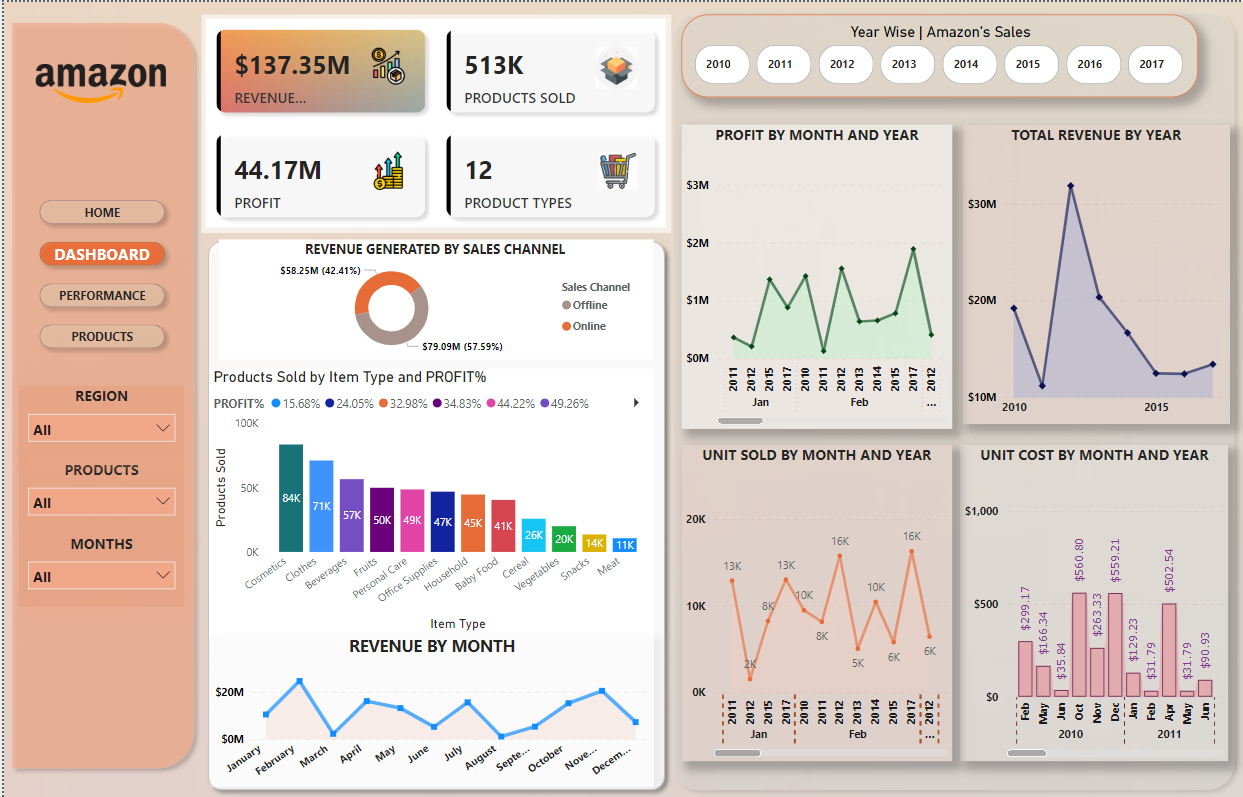 amazon
HOME
DASHBOARD
PERFORMANCE
PRODUCTS
REGION
All
PRODUCTS
All
MONTHS
All
$137.35M
REVENUE...
513K
PRODUCTS SOLD
44.17M
PROFIT
12
PRODUCT TYPES
REVENUE GENERATED BY SALES CHANNEL
$58.25M (42.41%)
$79.09M (57.59%)
Sales Channel
Offline
Online
Products Sold by Item Type and PROFIT%
PROFIT% 15.68% 24.05% 32.98% 34.83% 44.22% 49.26%
Products Sold
100K
50K
0K
84K 71K 57K 50K 49K 47K 45K 41K 26K 20K 14K 11K
Cosmetics Clothes Beverages Fruits Personal Care Office Supplies Household Baby Food Cereal Vegetables Snacks Meat
Item Type
REVENUE BY MONTH
$20M
$0M
January February March April May June July August Septe... October Nove... Decem...
Year Wise | Amazon's Sales
2010 2011 2012 2013 2014 2015 2016 2017
PROFIT BY MONTH AND YEAR
$3M
$2M
$1M
$0M
2011 2012 2015 2017 2010 2011 2012 2013 2014 2015 2017 2012
Jan Feb ...
TOTAL REVENUE BY YEAR
$30M
$20M
$10M
2010 2015
UNIT SOLD BY MONTH AND YEAR
20K
10K
0K
13K 2K 8K 13K 10K 8K 16K 5K 10K 6K 16K 6K
2011 2012 2015 2017 2010 2011 2012 2013 2014 2015 2017 2012
Jan Feb ...
UNIT COST BY MONTH AND YEAR
$1,000
$500
$0
$299.17 $166.34 $35.84 $560.80 $263.33 $559.21 $129.23 $31.79 $502.54 $31.79 $90.93
Feb May Jun Oct Nov Dec Jan Feb Apr May Jun
2010 2011